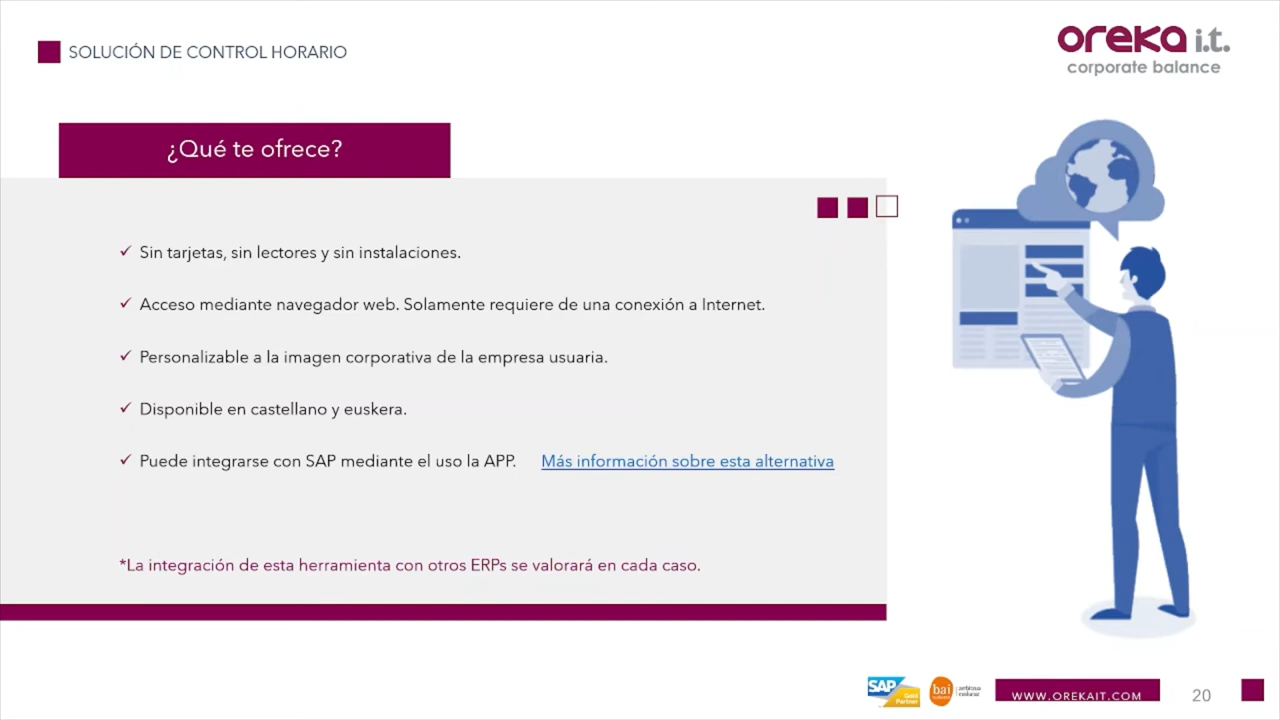 SOLUCIÓN DE CONTROL HORARIO
oreka i.t.
corporate balance
¿Qué te ofrece?
✓ Sin tarjetas, sin lectores y sin instalaciones.
✓ Acceso mediante navegador web. Solamente requiere de una conexión a Internet.
✓ Personalizable a la imagen corporativa de la empresa usuaria.
✓ Disponible en castellano y euskera.
✓ Puede integrarse con SAP mediante el uso la APP. Más información sobre esta alternativa
*La integración de esta herramienta con otros ERPs se valorará en cada caso.
SAP
Gold
Partner
bai
WWW.OREKAIT.COM
20